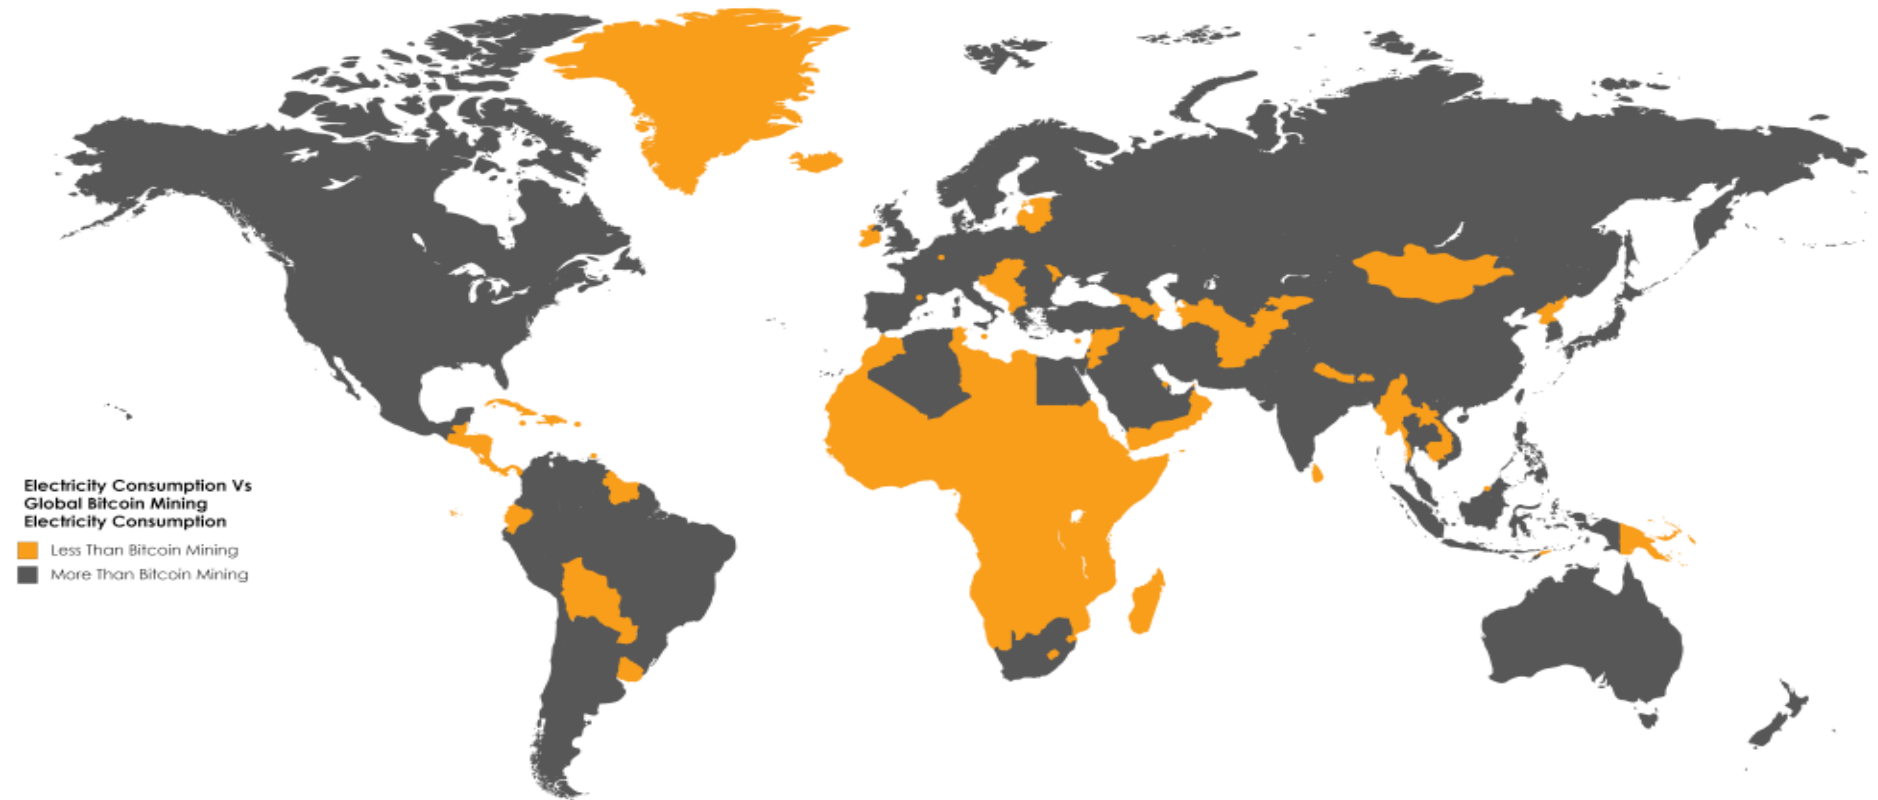 Electricity Consumption Vs
Global Bitcoin Mining
Electricity Consumption
Less Than Bitcoin Mining
More Than Bitcoin Mining